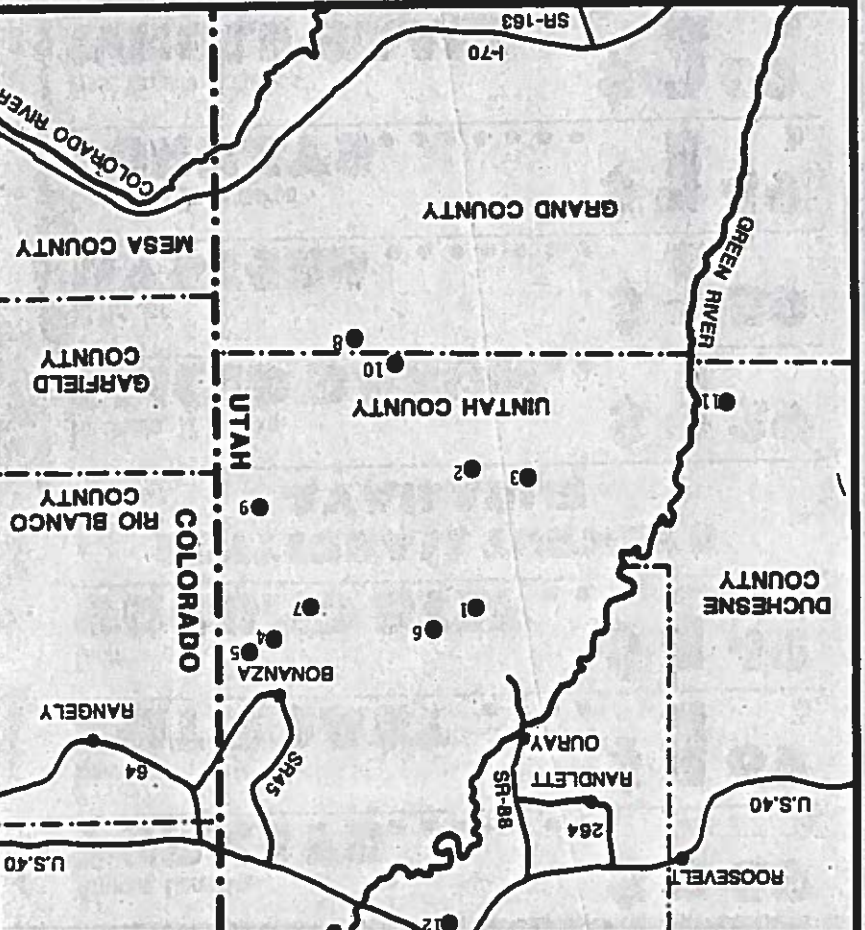 12
ROOSEVELT
U.S.40
264
U.S.40
RANDLETT
SR-88
SR45
64
OURAY
RANGELY
BONANZA
5
4
6
1
7
DUCHESNE
COUNTY
COLORADO
RIO BLANCO
COUNTY
9
3
2
UTAH
11
UINTAH COUNTY
GARFIELD
COUNTY
10
8
GREEN RIVER
MESA COUNTY
GRAND COUNTY
COLORADO RIVER
I-70
SR-163